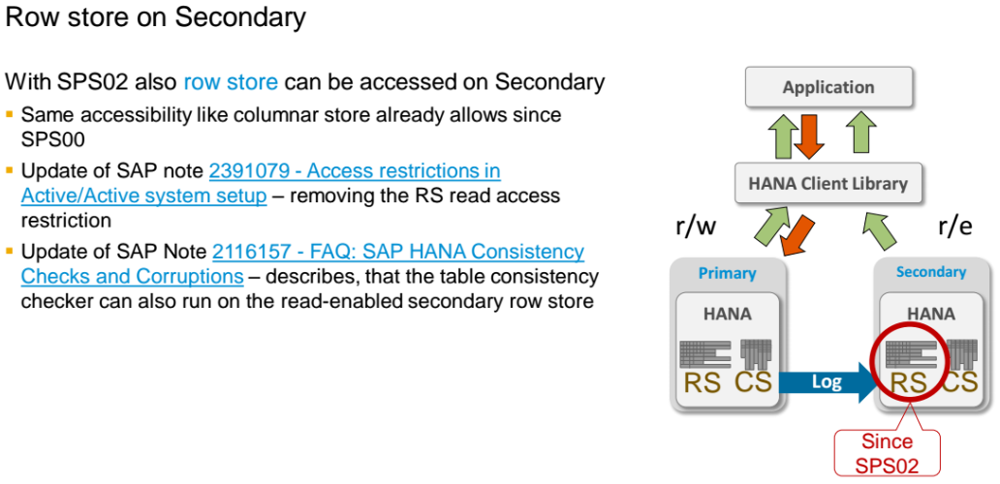 Row store on Secondary
With SPS02 also row store can be accessed on Secondary
Same accessibility like columnar store already allows since
SPS00
Update of SAP note 2391079 - Access restrictions in
Active/Active system setup – removing the RS read access
restriction
Update of SAP Note 2116157 - FAQ: SAP HANA Consistency
Checks and Corruptions – describes, that the table consistency
checker can also run on the read-enabled secondary row store
Application
HANA Client Library
r/w
r/e
Primary
Secondary
HANA
HANA
RS CS
Log
RS CS
Since
SPS02